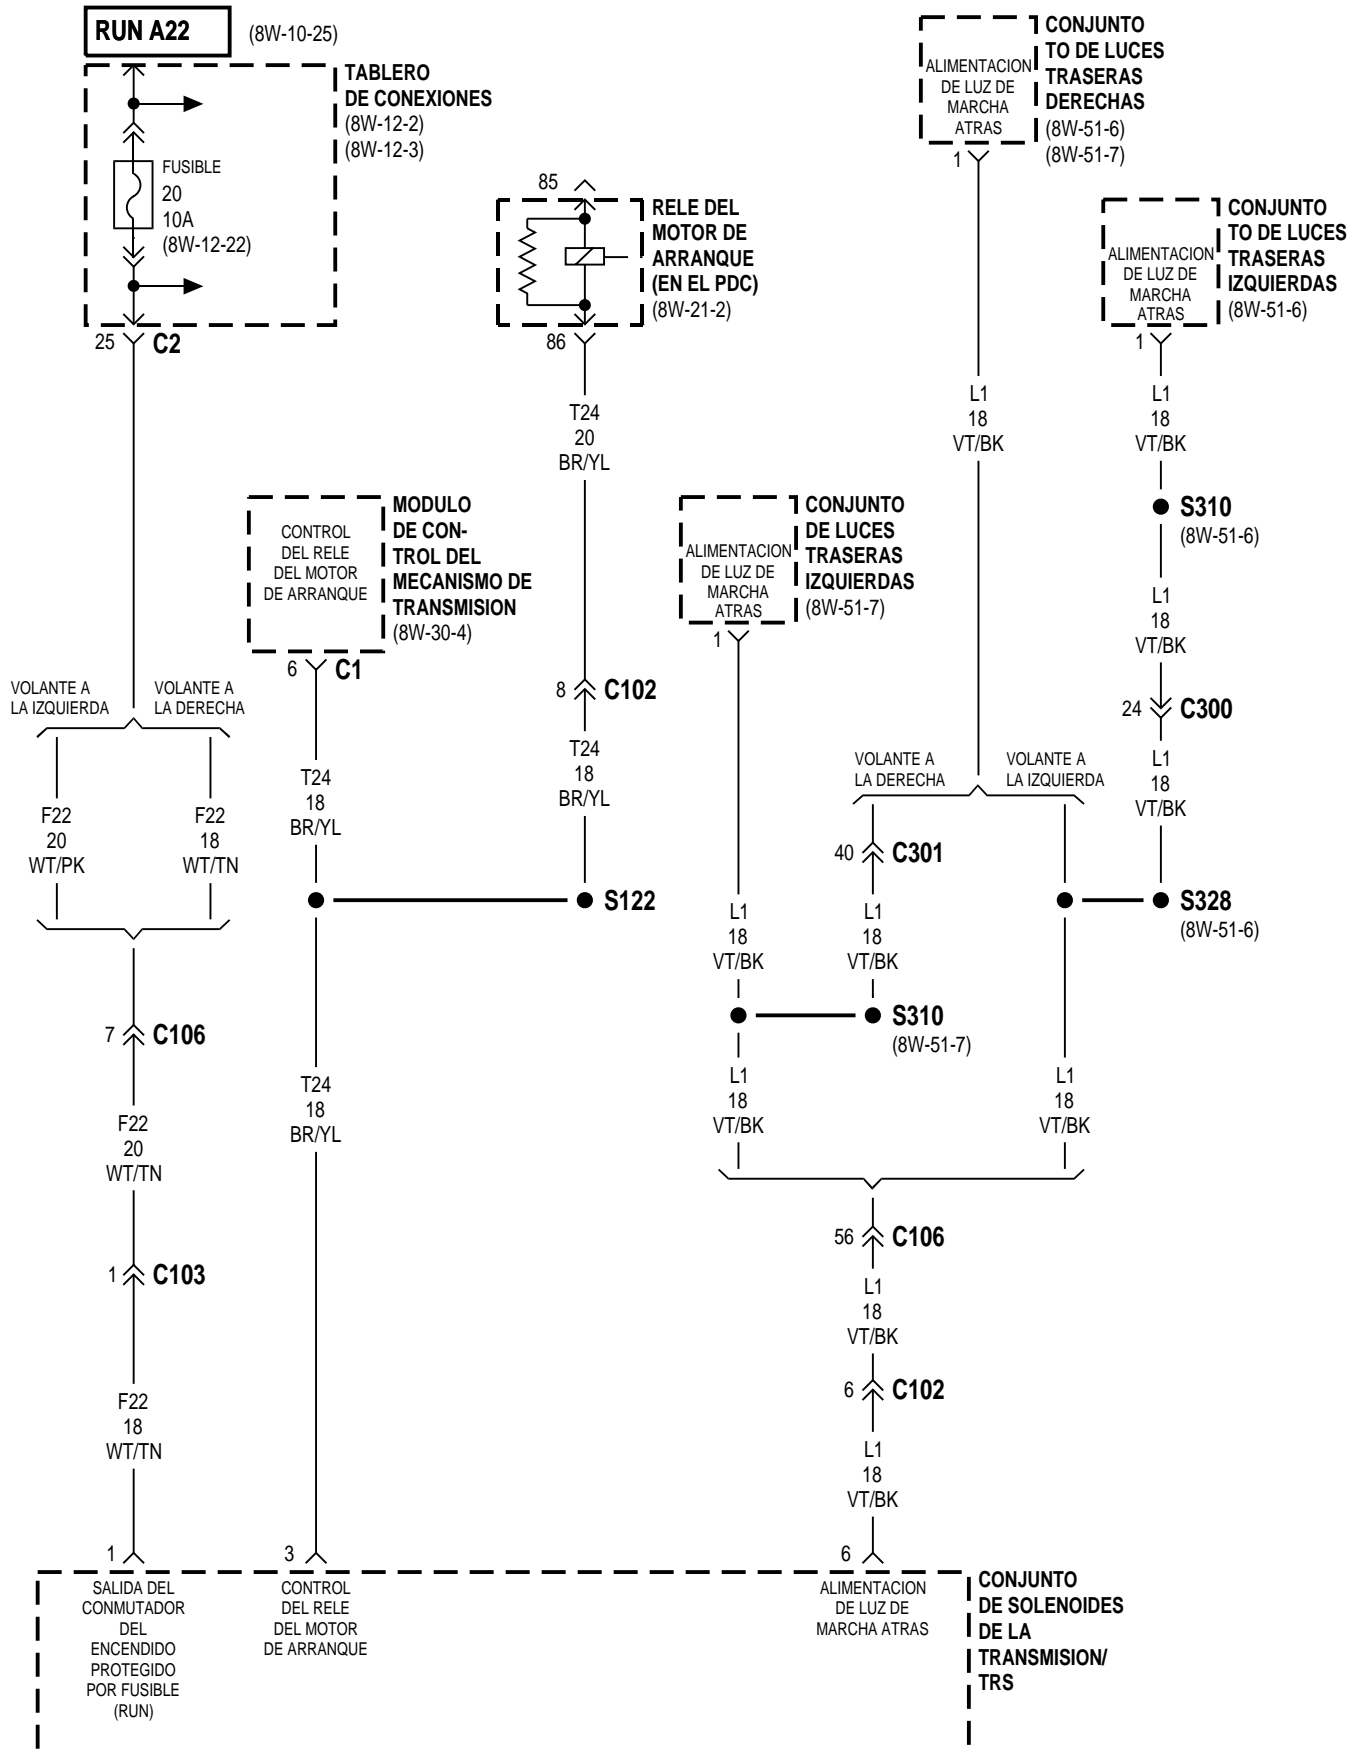 RUN A22
(8W-10-25)
TABLERO
DE CONEXIONES
(8W-12-2)
(8W-12-3)
FUSIBLE
20
10A
(8W-12-22)
25
C2
85
RELE DEL
MOTOR DE
ARRANQUE
(EN EL PDC)
(8W-21-2)
86
T24
20
BR/YL
ALIMENTACION
DE LUZ DE
MARCHA
ATRAS
CONJUNTO
TO DE LUCES
TRASERAS
DERECHAS
(8W-51-6)
(8W-51-7)
1
L1
18
VT/BK
ALIMENTACION
DE LUZ DE
MARCHA
ATRAS
CONJUNTO
TO DE LUCES
TRASERAS
IZQUIERDAS
(8W-51-6)
1
L1
18
VT/BK
S310
(8W-51-6)
L1
18
VT/BK
24
C300
L1
18
VT/BK
S328
(8W-51-6)
CONTROL
DEL RELE
DEL MOTOR
DE ARRANQUE
MODULO
DE CON-
TROL DEL
MECANISMO DE
TRANSMISION
(8W-30-4)
6
C1
ALIMENTACION
DE LUZ DE
MARCHA
ATRAS
CONJUNTO
DE LUCES
TRASERAS
IZQUIERDAS
(8W-51-7)
1
8
C102
T24
18
BR/YL
T24
18
BR/YL
S122
VOLANTE A
LA IZQUIERDA
VOLANTE A
LA DERECHA
F22
20
WT/PK
F22
18
WT/TN
VOLANTE A
LA DERECHA
VOLANTE A
LA IZQUIERDA
40
C301
L1
18
VT/BK
L1
18
VT/BK
S310
(8W-51-7)
7
C106
T24
18
BR/YL
L1
18
VT/BK
L1
18
VT/BK
F22
20
WT/TN
56
C106
L1
18
VT/BK
1
C103
6
C102
F22
18
WT/TN
L1
18
VT/BK
1
3
6
SALIDA DEL
CONMUTADOR
DEL
ENCENDIDO
PROTEGIDO
POR FUSIBLE
(RUN)
CONTROL
DEL RELE
DEL MOTOR
DE ARRANQUE
ALIMENTACION
DE LUZ DE
MARCHA ATRAS
CONJUNTO
DE SOLENOIDES
DE LA
TRANSMISION/
TRS